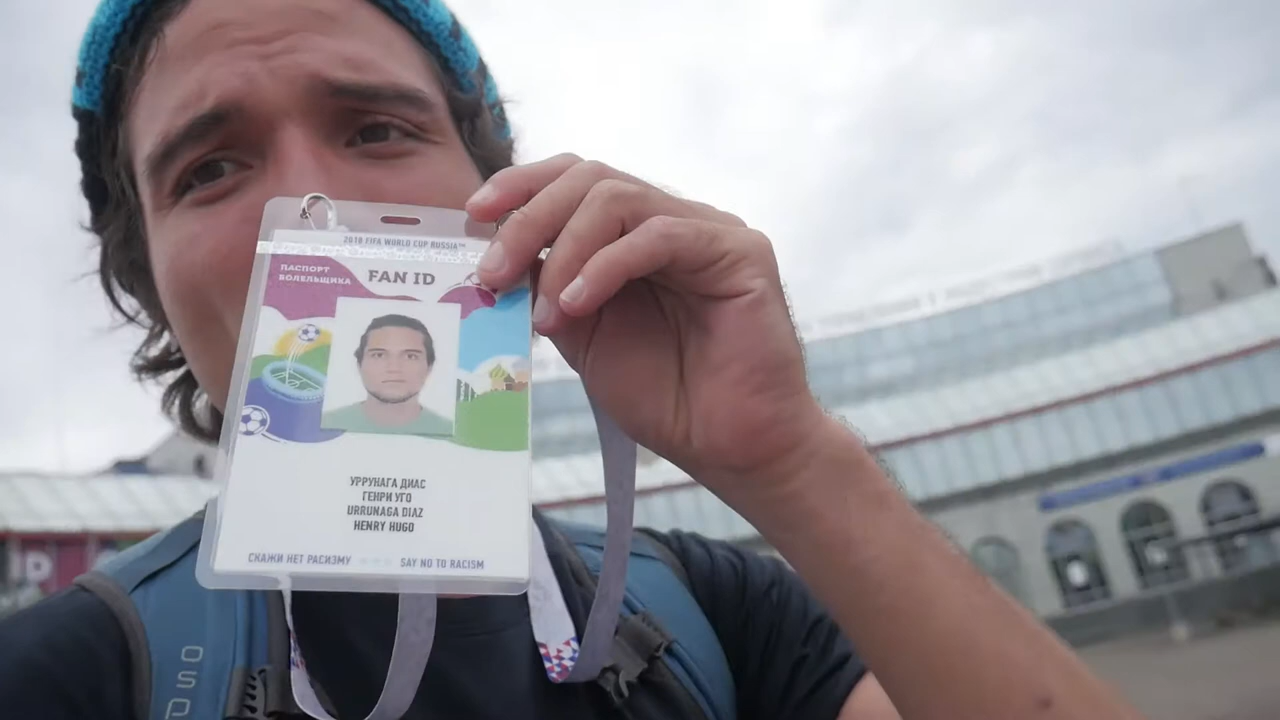 2018 FIFA WORLD CUP RUSSIA™
ПАСПОРТ
БОЛЕЛЬЩИКА
FAN ID
УРРУНАГА ДИАС
ГЕНРИ УГО
URRUNAGA DIAZ
HENRY HUGO
СКАЖИ НЕТ РАСИЗМУ
SAY NO TO RACISM
OSP